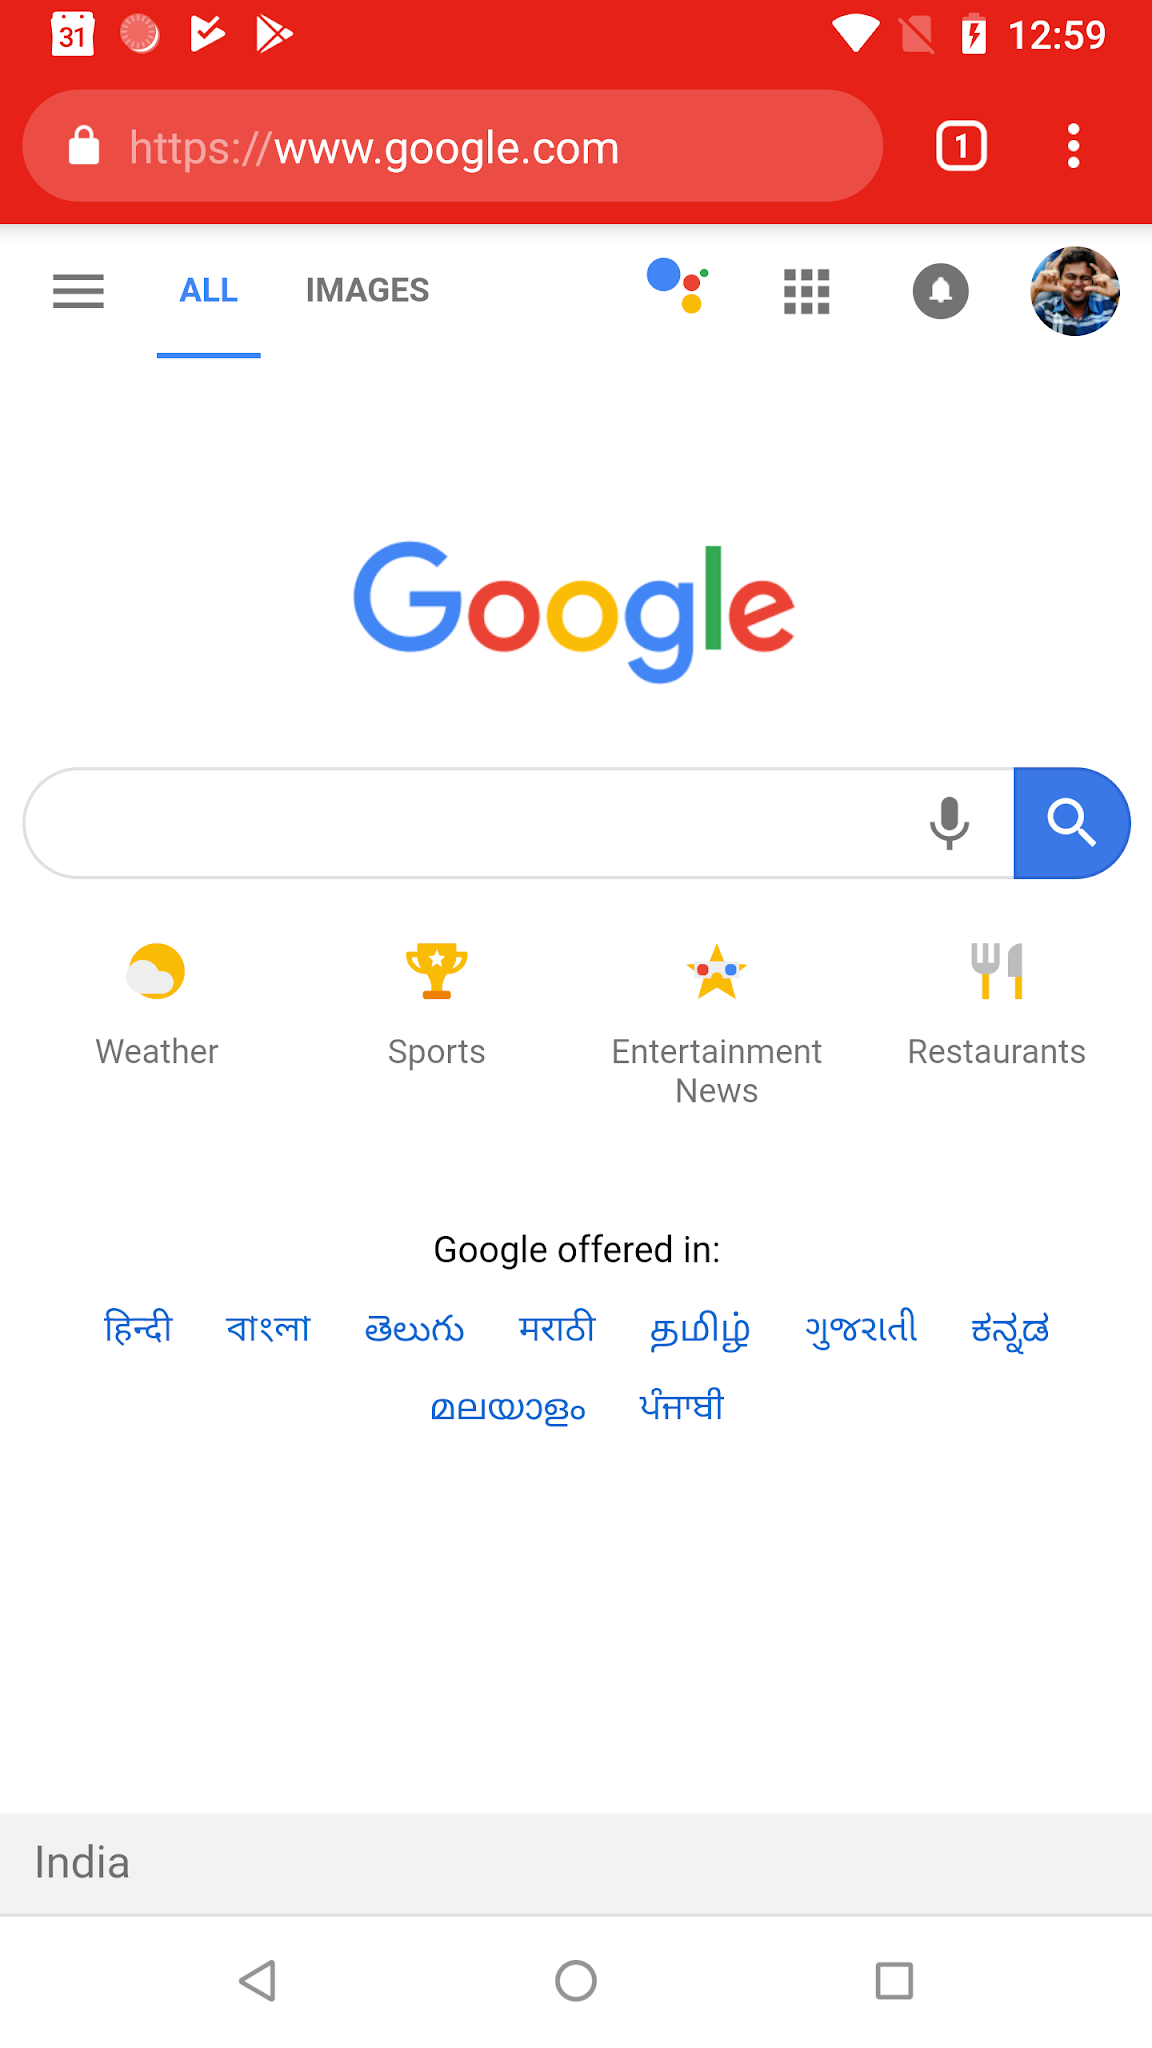 31 12:59
https://www.google.com 1
ALL IMAGES
Google
Weather Sports Entertainment News Restaurants
Google offered in:
हिन्दी বাংলা తెలుగు मराठी தமிழ் ગુજરાતી ಕನ್ನಡ
മലയാളം ਪੰਜਾਬੀ
India